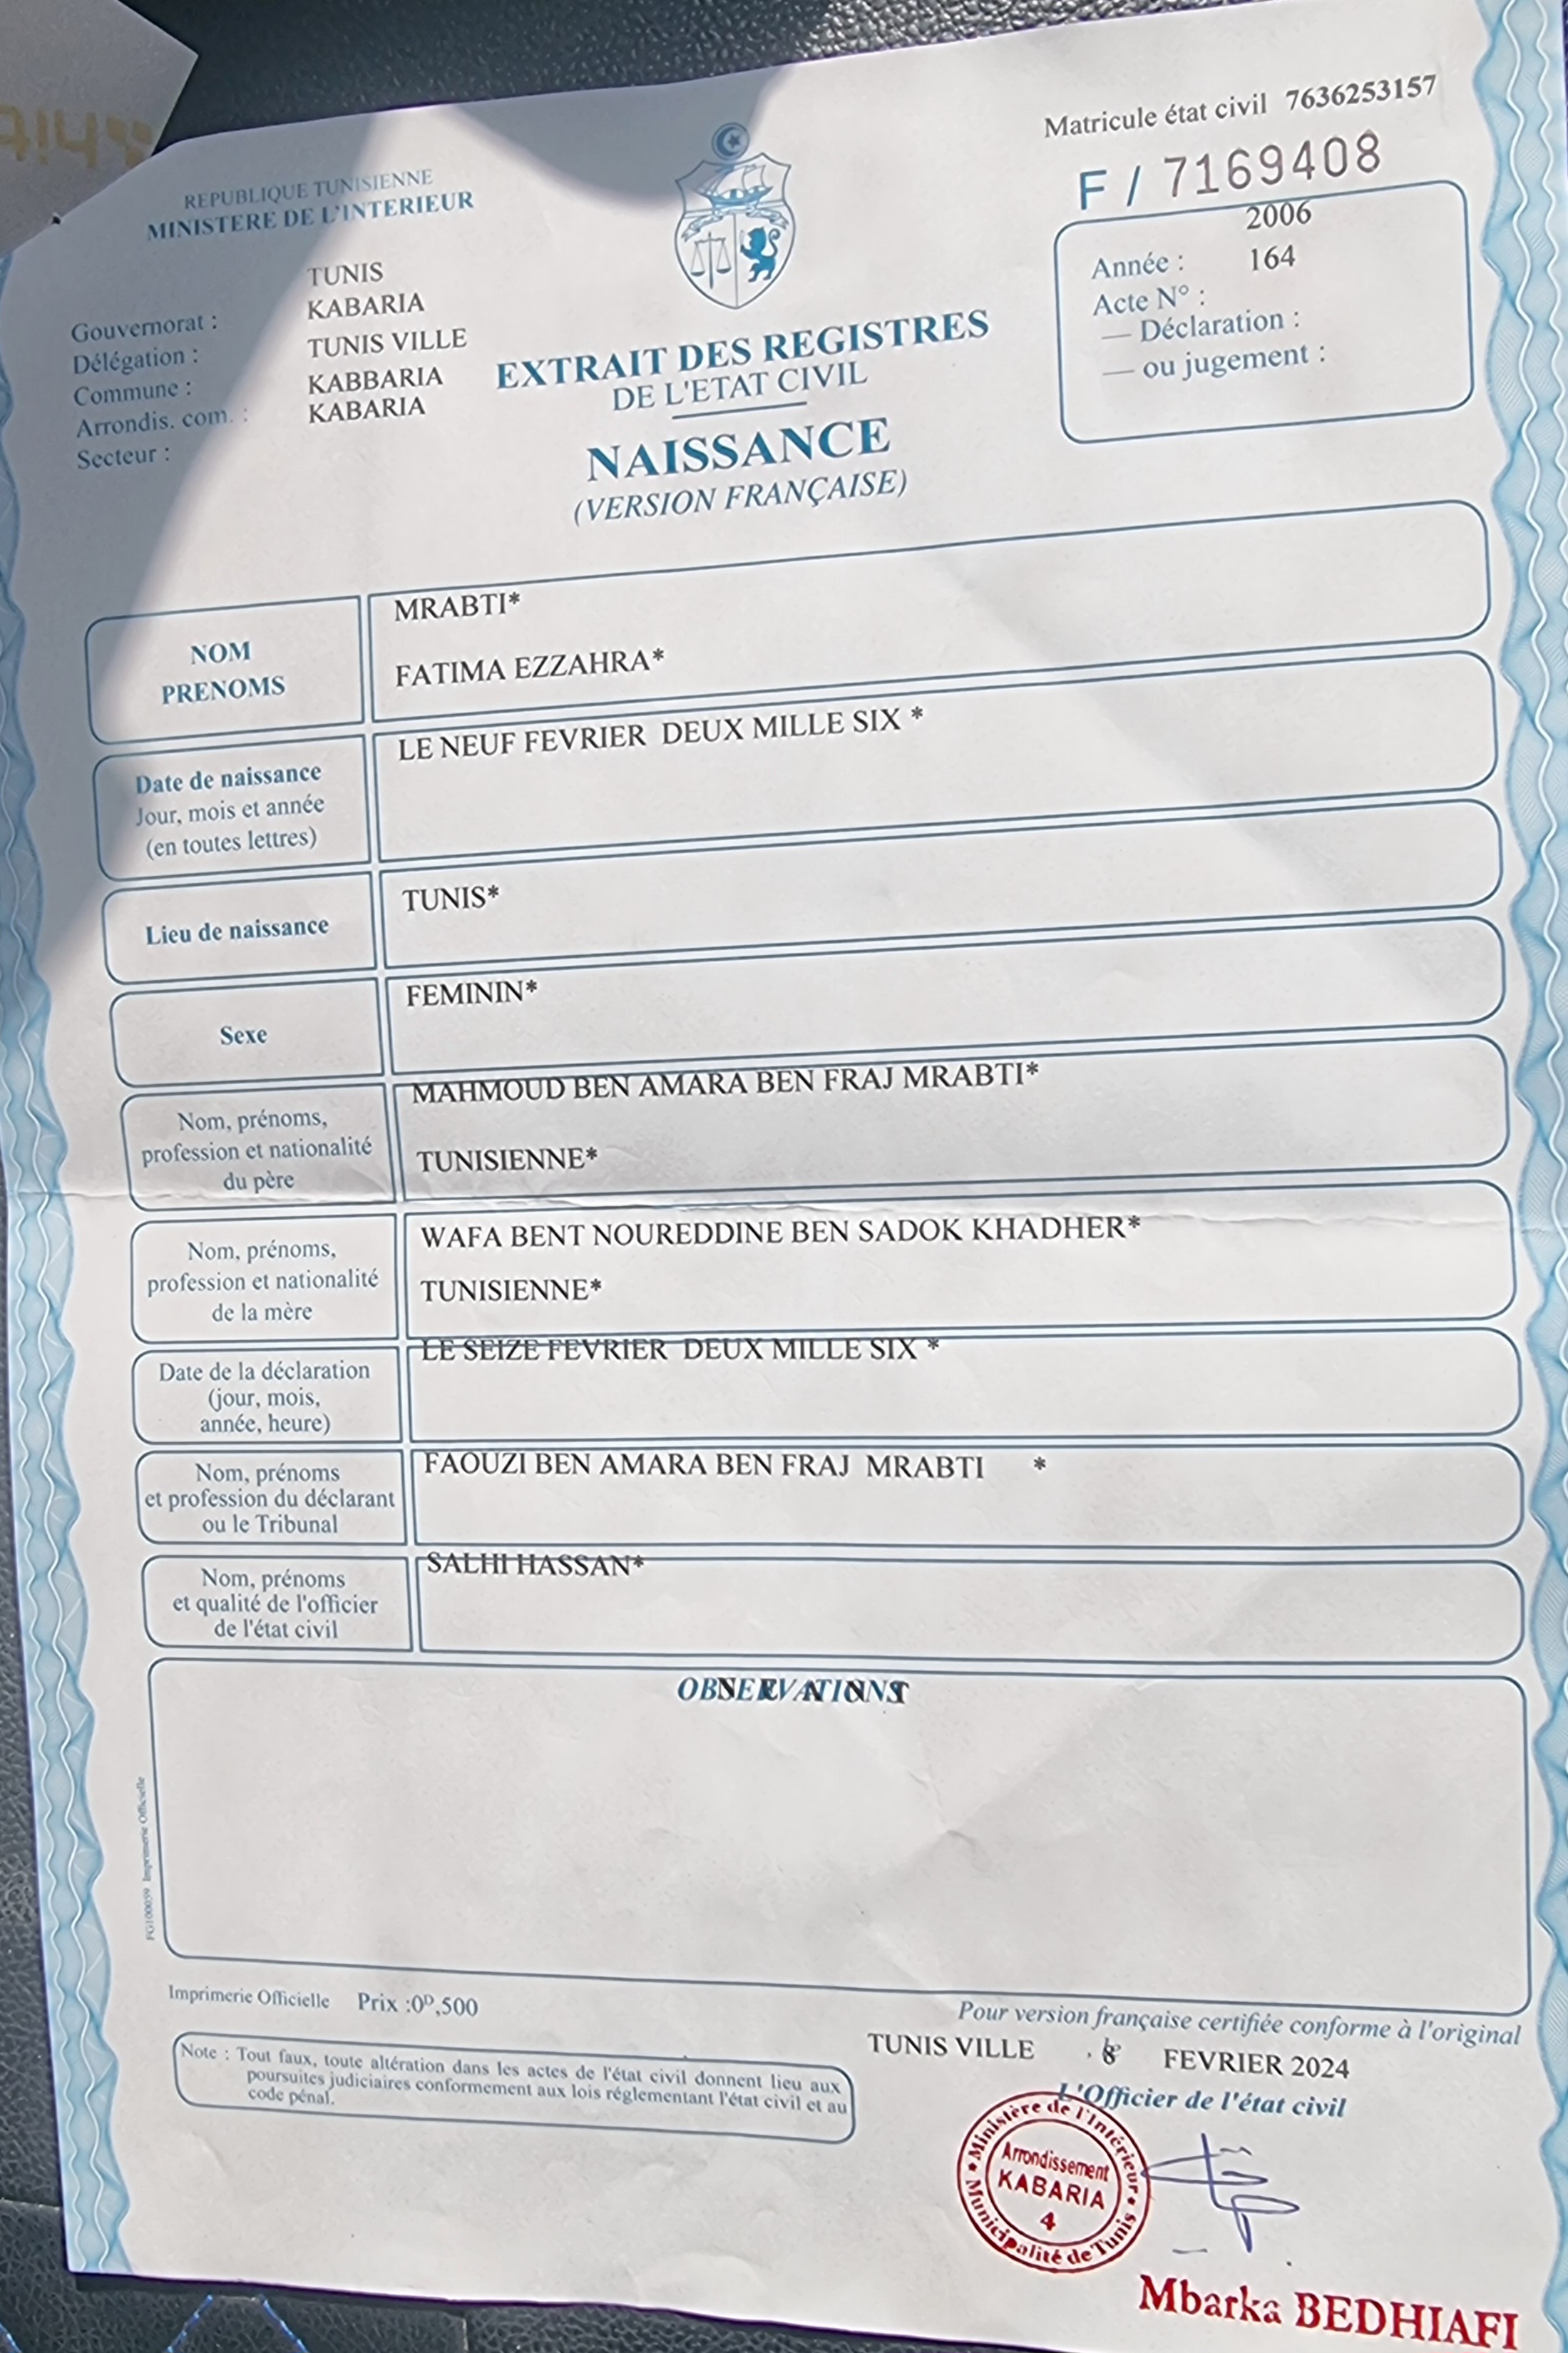 Matricule état civil 7636253157
F / 7169408
REPUBLIQUE TUNISIENNE
MINISTERE DE L'INTERIEUR
Gouvernorat : TUNIS
Délégation : KABARIA
Commune : TUNIS VILLE
Arrondis. com. : KABBARIA
Secteur : KABARIA
EXTRAIT DES REGISTRES
DE L'ETAT CIVIL
NAISSANCE
(VERSION FRANÇAISE)
Année : 2006
Acte N° : 164
— Déclaration :
— ou jugement :
NOM
PRENOMS
MRABTI*
FATIMA EZZAHRA*
Date de naissance
Jour, mois et année
(en toutes lettres)
LE NEUF FEVRIER DEUX MILLE SIX *
Lieu de naissance
TUNIS*
Sexe
FEMININ*
Nom, prénoms,
profession et nationalité
du père
MAHMOUD BEN AMARA BEN FRAJ MRABTI*
TUNISIENNE*
Nom, prénoms,
profession et nationalité
de la mère
WAFA BENT NOUREDDINE BEN SADOK KHADHER*
TUNISIENNE*
Date de la déclaration
(jour, mois,
année, heure)
LE SEIZE FEVRIER DEUX MILLE SIX *
Nom, prénoms
et profession du déclarant
ou le Tribunal
FAOUZI BEN AMARA BEN FRAJ MRABTI *
Nom, prénoms
et qualité de l'officier
de l'état civil
SALHI HASSAN*
OBSERVATIONS
FG100059 Imprimerie Officielle
Imprimerie Officielle Prix :0ᴰ,500
Note : Tout faux, toute altération dans les actes de l'état civil donnent lieu aux
poursuites judiciaires conformement aux lois réglementant l'état civil et au
code pénal.
Pour version française certifiée conforme à l'original
TUNIS VILLE FEVRIER 2024
L'Officier de l'état civil
Ministère de l'Intérieur
Arrondissement
KABARIA
4
Municipalité de Tunis
Mbarka BEDHIAFI